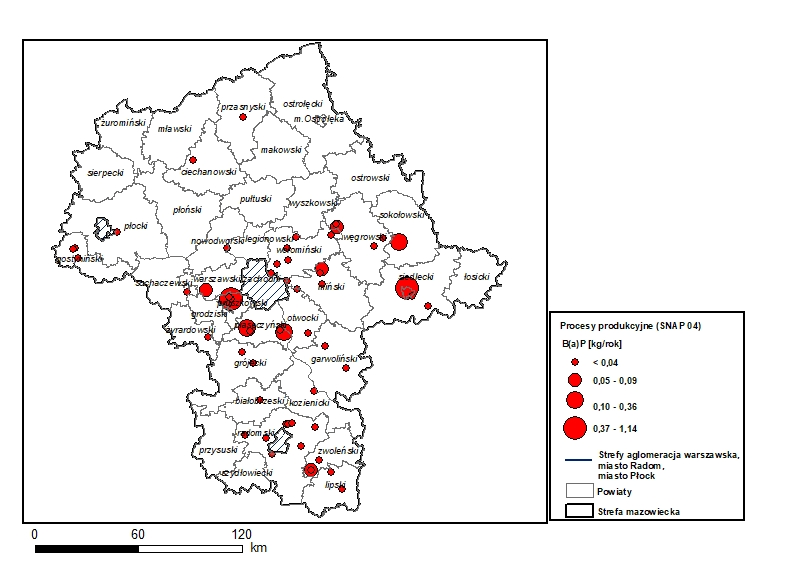 ostrołęcki
przasnyski
m.Ostrołęka
żuromiński
mławski
makowski
sierpecki
ciechanowski
ostrowski
pułtuski
wyszkowski
płoński
sokołowski
płocki
nowodworski
legionowski
węgrowski
wołomiński
gostyniński
siedlecki
łosicki
sochaczewski
warszawski zachodni
miński
pruszkowski
grodziski
otwocki
piaseczyński
żyrardowski
garwoliński
grójecki
białobrzeski
kozienicki
radomski
przysuski
zwoleński
szydłowiecki
lipski
Procesy produkcyjne (SNAP 04)
B(a)P [kg/rok]
< 0,04
0,05 - 0,09
0,10 - 0,36
0,37 - 1,14
Strefy aglomeracja warszawska,
miasto Radom,
miasto Płock
Powiaty
Strefa mazowiecka
0 60 120
km